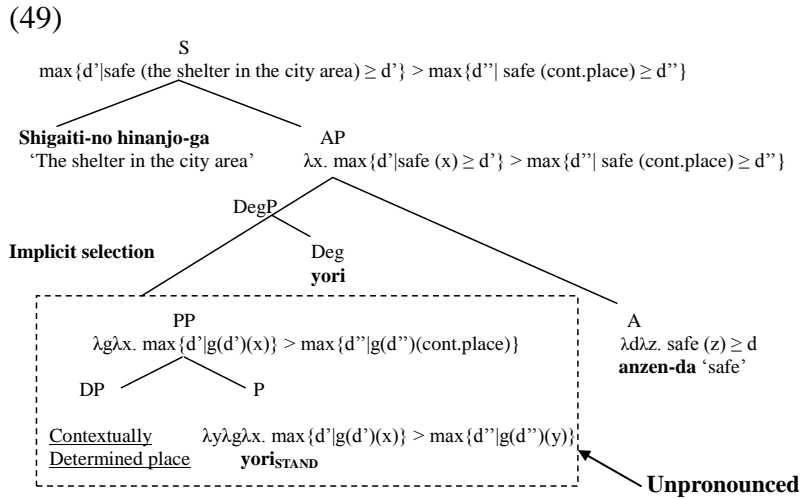 (49)
S
max{d’|safe (the shelter in the city area) ≥ d’} > max{d’’| safe (cont.place) ≥ d’’}
Shigaiti-no hinanjo-ga
AP
‘The shelter in the city area’
λx. max{d’|safe (x) ≥ d’} > max{d’’| safe (cont.place) ≥ d’’}
DegP
Implicit selection
Deg
yori
PP
λgλx. max{d’|g(d’)(x)} > max{d’’|g(d’’)(cont.place)}
A
λdλz. safe (z) ≥ d
anzen-da ‘safe’
DP
P
Contextually
Determined place
λyλgλx. max{d’|g(d’)(x)} > max{d’’|g(d’’)(y)}
yoriSTAND
Unpronounced